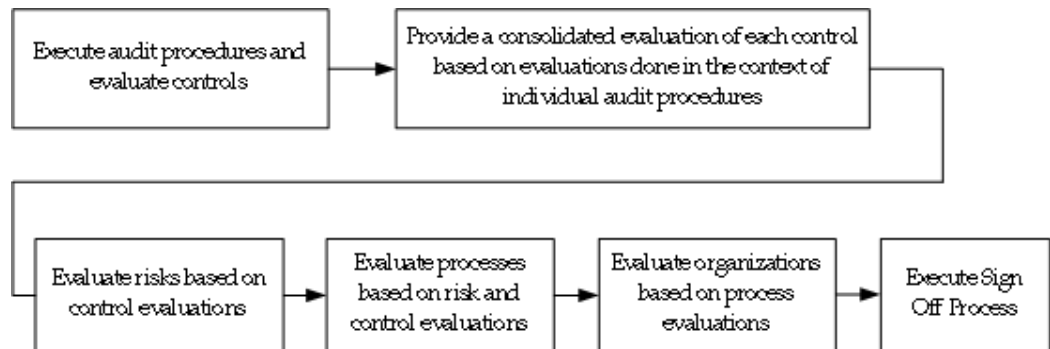 Execute audit procedures and
evaluate controls
Provide a consolidated evaluation of each control
based on evaluations done in the context of
individual audit procedures
Evaluate risks based on
control evaluations
Evaluate processes
based on risk and
control evaluations
Evaluate organizations
based on process
evaluations
Execute Sign
Off Process